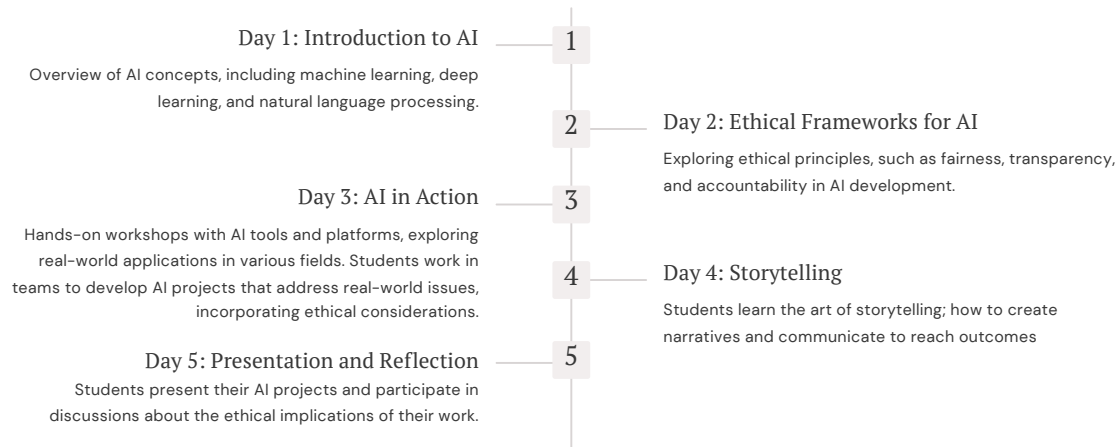 Day 1: Introduction to AI
1
Overview of AI concepts, including machine learning, deep
learning, and natural language processing.
2
Day 2: Ethical Frameworks for AI
Exploring ethical principles, such as fairness, transparency,
and accountability in AI development.
Day 3: AI in Action
3
Hands-on workshops with AI tools and platforms, exploring
real-world applications in various fields. Students work in
teams to develop AI projects that address real-world issues,
incorporating ethical considerations.
4
Day 4: Storytelling
Students learn the art of storytelling; how to create
narratives and communicate to reach outcomes
Day 5: Presentation and Reflection
5
Students present their AI projects and participate in
discussions about the ethical implications of their work.